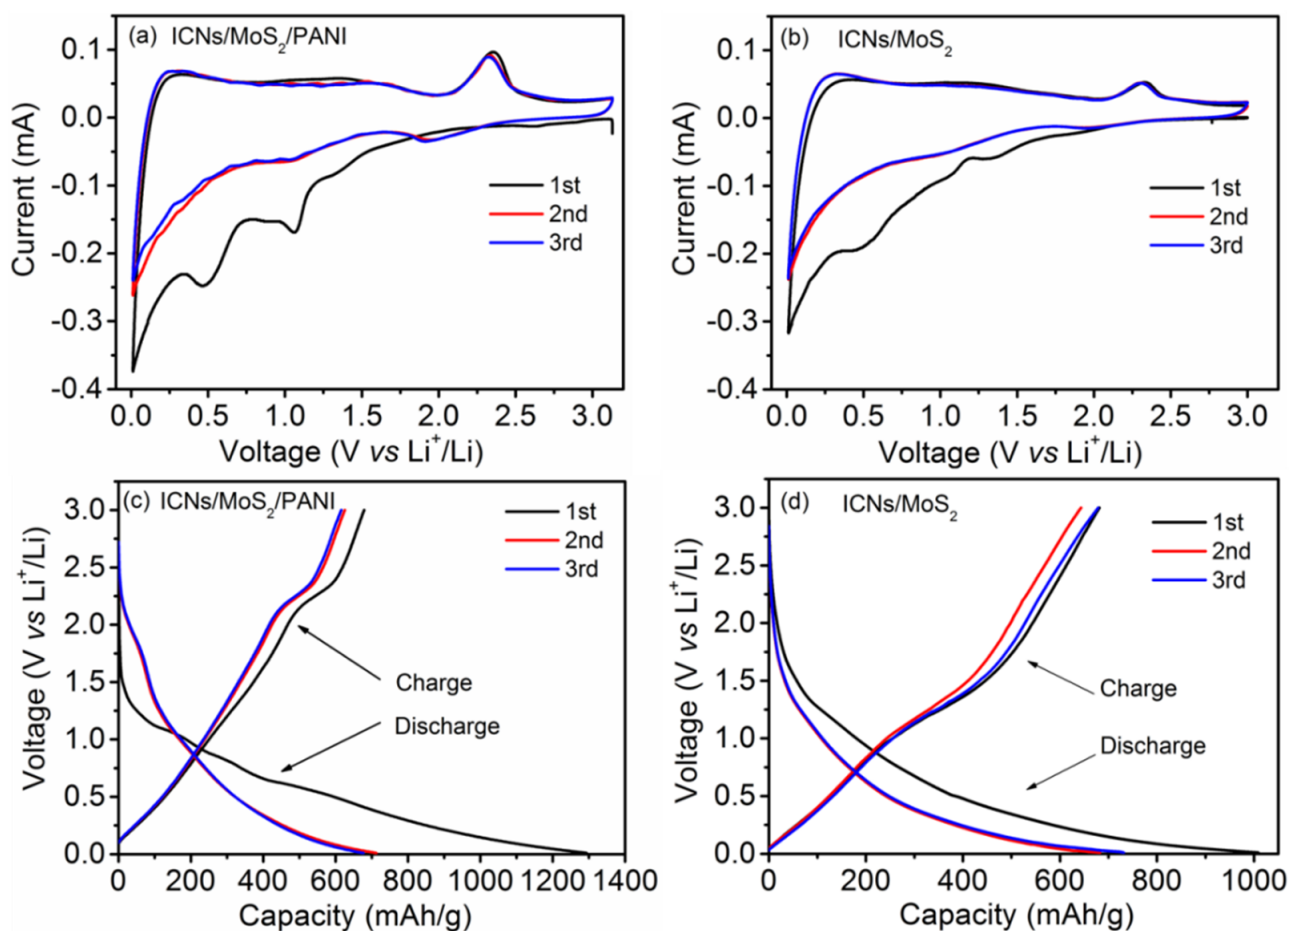 (a) ICNs/MoS₂/PANI
0.1
0.0
-0.1
-0.2
-0.3
-0.4
Current (mA)
1st
2nd
3rd
0.0 0.5 1.0 1.5 2.0 2.5 3.0
Voltage (V vs Li⁺/Li)
(b) ICNs/MoS₂
0.1
0.0
-0.1
-0.2
-0.3
-0.4
Current (mA)
1st
2nd
3rd
0.0 0.5 1.0 1.5 2.0 2.5 3.0
Voltage (V vs Li⁺/Li)
(c) ICNs/MoS₂/PANI
3.0
2.5
2.0
1.5
1.0
0.5
0.0
Voltage (V vs Li⁺/Li)
1st
2nd
3rd
Charge
Discharge
0 200 400 600 800 1000 1200 1400
Capacity (mAh/g)
(d) ICNs/MoS₂
3.0
2.5
2.0
1.5
1.0
0.5
0.0
Voltage (V vs Li⁺/Li)
1st
2nd
3rd
Charge
Discharge
0 200 400 600 800 1000
Capacity (mAh/g)